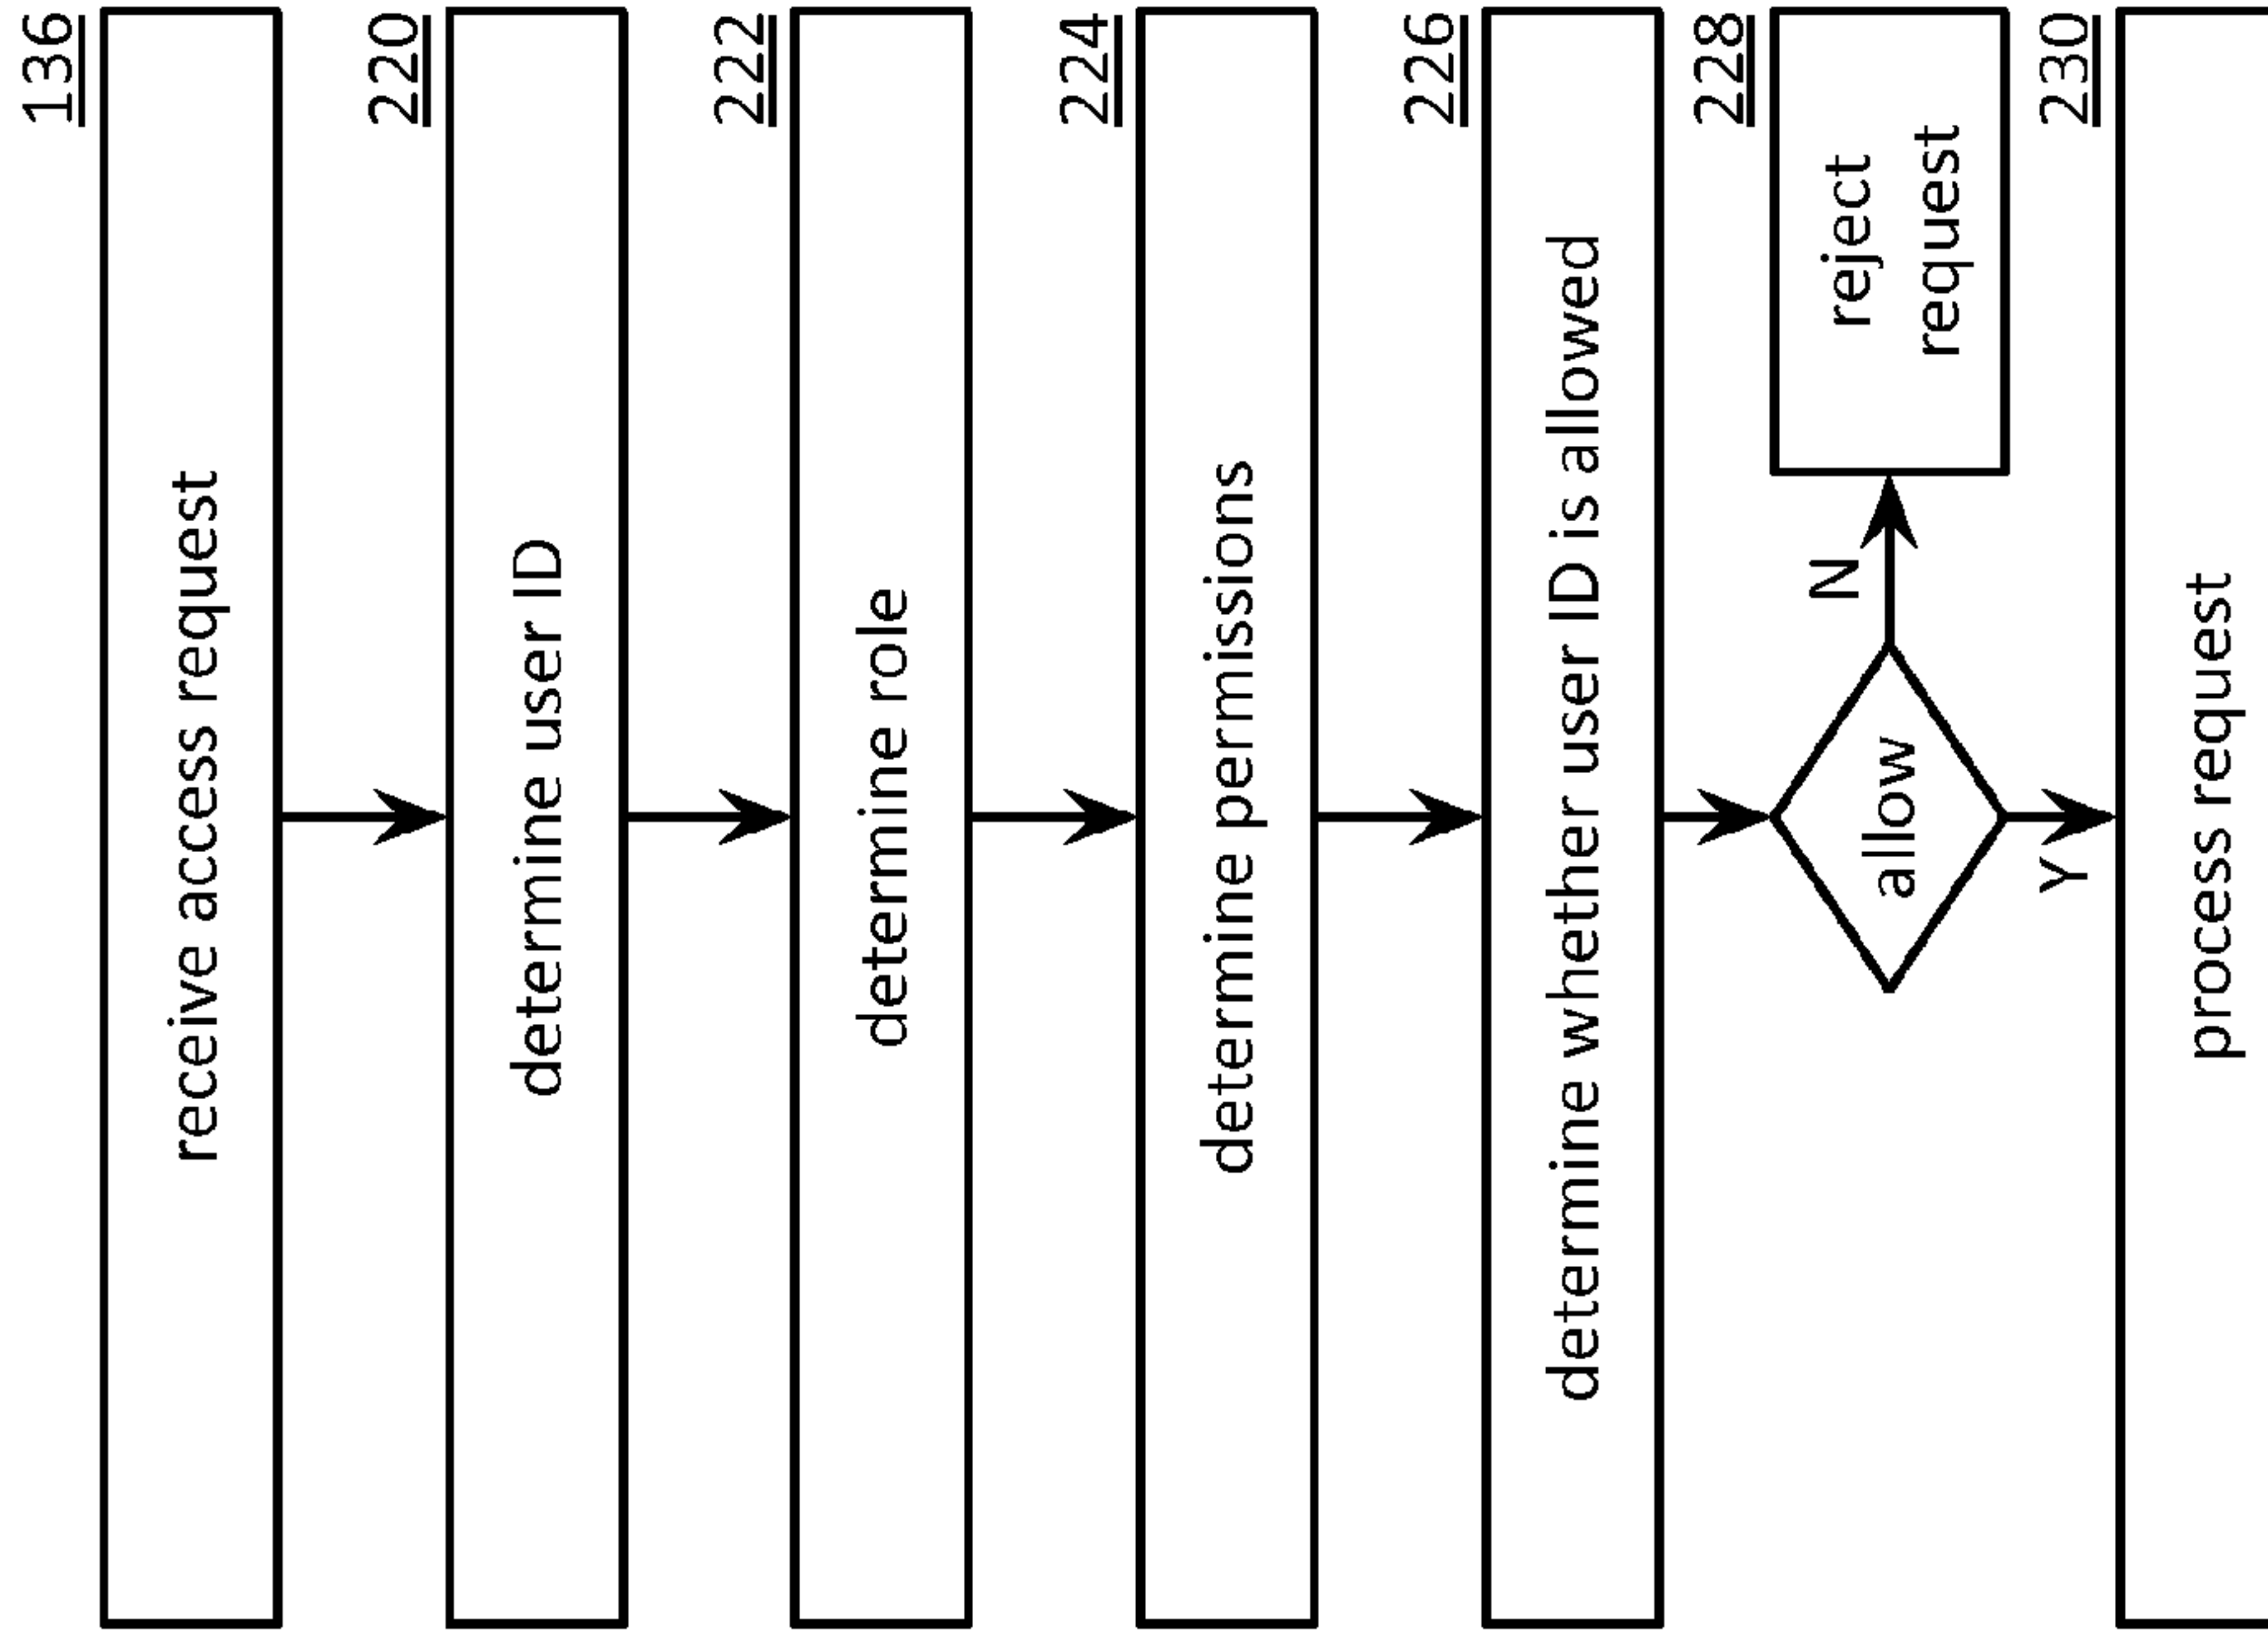 136
receive access request
220
determine user ID
222
determine role
224
determine permissions
226
determine whether user ID is allowed
228
reject
request
N
allow
230
Y
process request